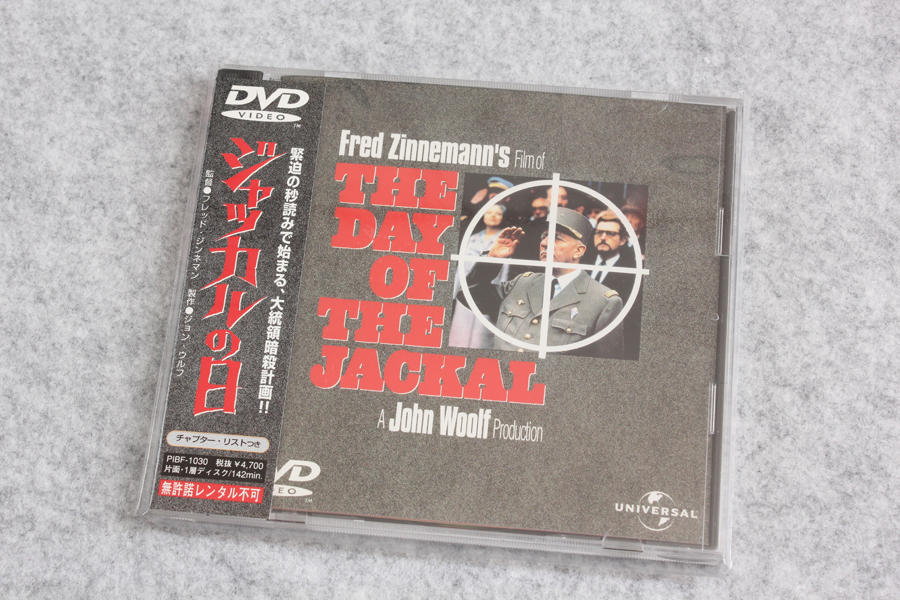 DVD
VIDEO
TM
ジャッカルの日
緊迫の秒読みで始まる、大統領暗殺計画!!
監督●フレッド・ジンネマン 製作●ジョン・ウルフ
チャプター・リストつき
PIBF-1030 税抜¥4,700
片面・1層ディスク/142min.
無許諾レンタル不可
Fred Zinnemann's Film of
THE
DAY
OF
THE
JACKAL
A John Woolf Production
VD
EO
TM
UNIVERSAL